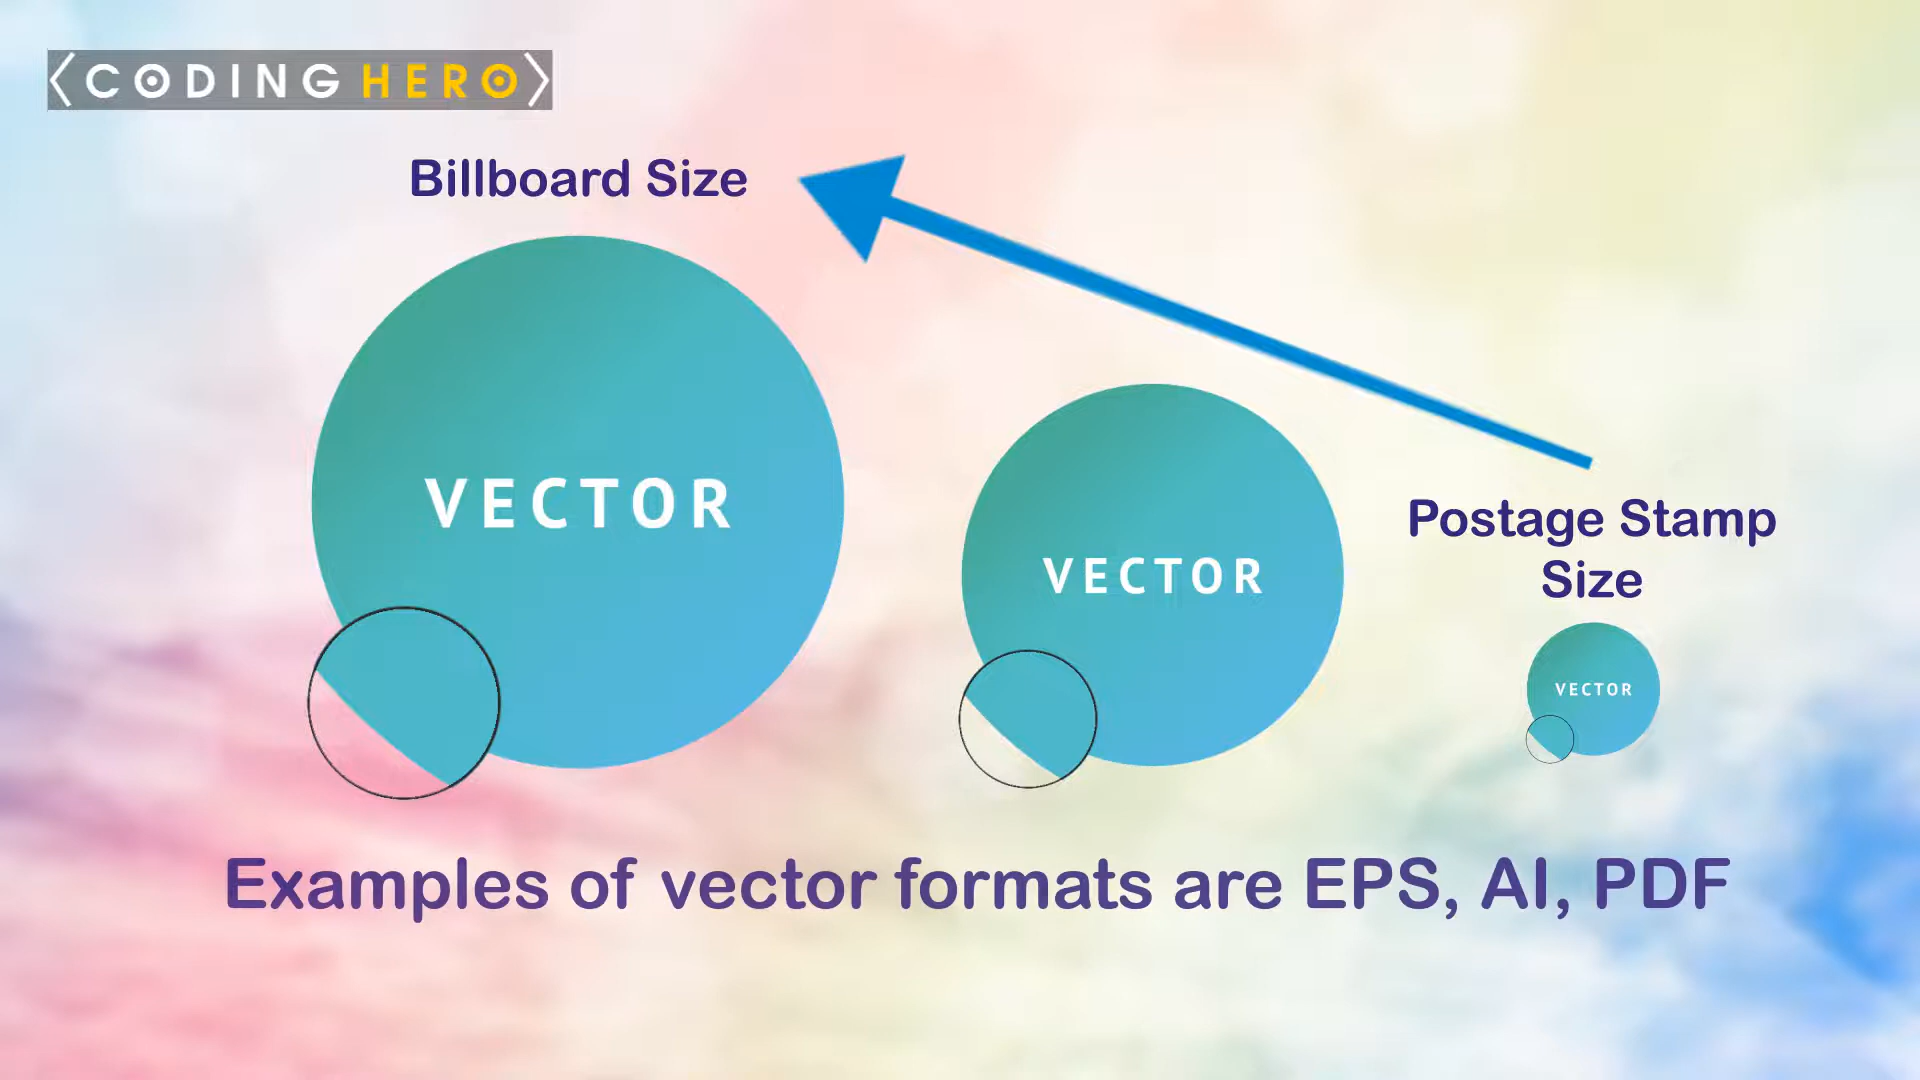 CODING HERO
Billboard Size
VECTOR
VECTOR
Postage Stamp
Size
VECTOR
Examples of vector formats are EPS, AI, PDF